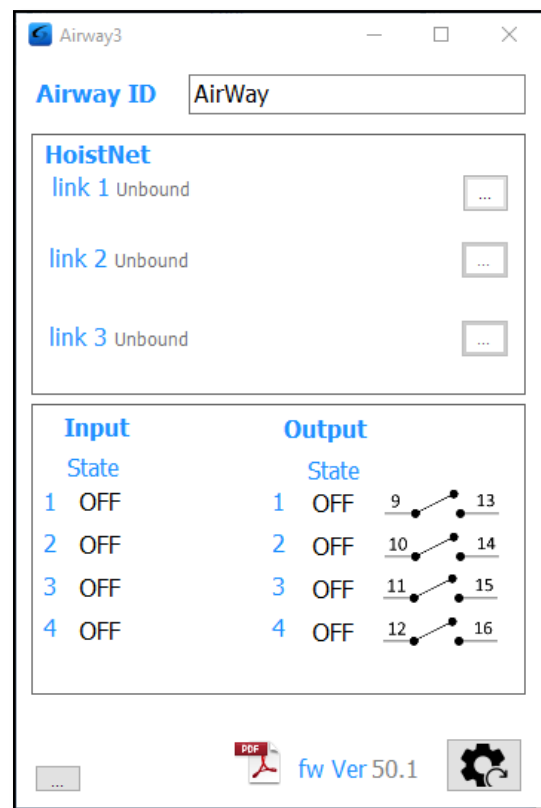 Airway3
Airway ID AirWay
HoistNet
link 1 Unbound ...
link 2 Unbound ...
link 3 Unbound ...
Input Output
State State
1 OFF 1 OFF 9 13
2 OFF 2 OFF 10 14
3 OFF 3 OFF 11 15
4 OFF 4 OFF 12 16
... PDF fw Ver 50.1